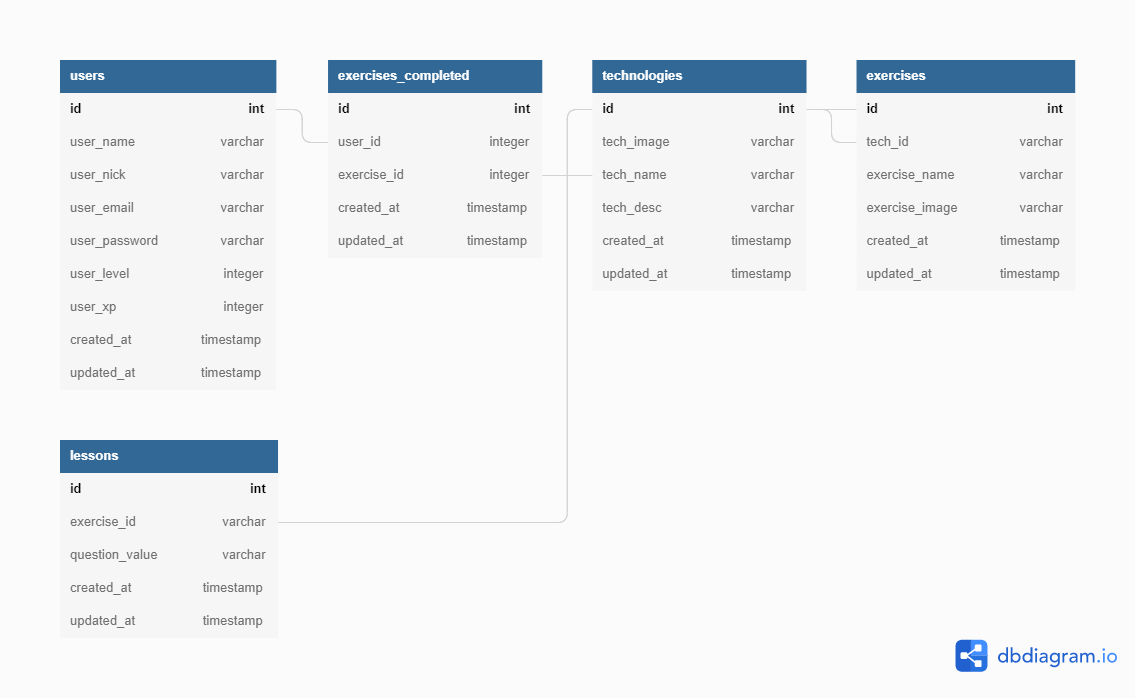 users
id int
user_name varchar
user_nick varchar
user_email varchar
user_password varchar
user_level integer
user_xp integer
created_at timestamp
updated_at timestamp
exercises_completed
id int
user_id integer
exercise_id integer
created_at timestamp
updated_at timestamp
technologies
id int
tech_image varchar
tech_name varchar
tech_desc varchar
created_at timestamp
updated_at timestamp
exercises
id int
tech_id varchar
exercise_name varchar
exercise_image varchar
created_at timestamp
updated_at timestamp
lessons
id int
exercise_id varchar
question_value varchar
created_at timestamp
updated_at timestamp
dbdiagram.io